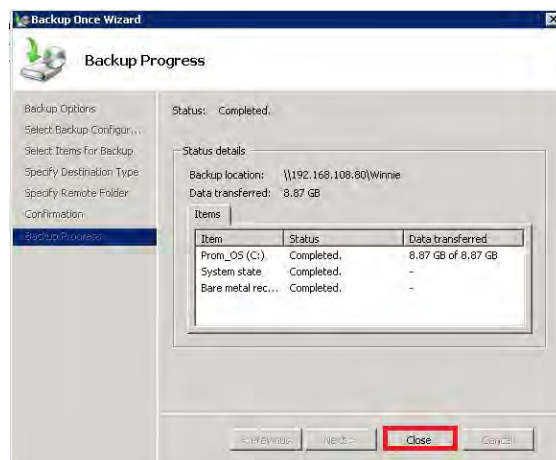 Backup Once Wizard
Backup Progress
Backup Options
Select Backup Configur...
Select Items for Backup
Specify Destination Type
Specify Remote Folder
Confirmation
Backup Progress
Status: Completed.
Status details
Backup location: \\192.168.108.80\Winnie
Data transferred: 8.87 GB
Items
Item Status Data transferred
Prom_OS (C:) Completed. 8.87 GB of 8.87 GB
System state Completed. -
Bare metal rec... Completed. -
< Previous Next > Close Cancel